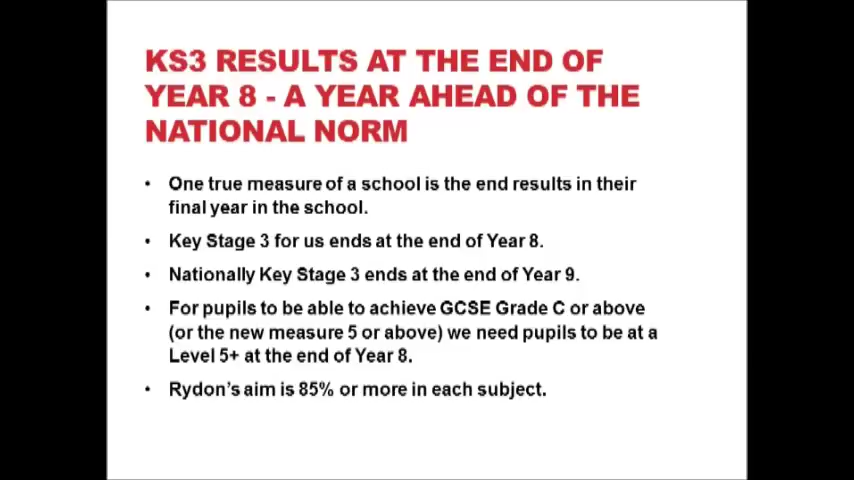 KS3 RESULTS AT THE END OF
YEAR 8 - A YEAR AHEAD OF THE
NATIONAL NORM
• One true measure of a school is the end results in their
final year in the school.
• Key Stage 3 for us ends at the end of Year 8.
• Nationally Key Stage 3 ends at the end of Year 9.
• For pupils to be able to achieve GCSE Grade C or above
(or the new measure 5 or above) we need pupils to be at a
Level 5+ at the end of Year 8.
• Rydon's aim is 85% or more in each subject.